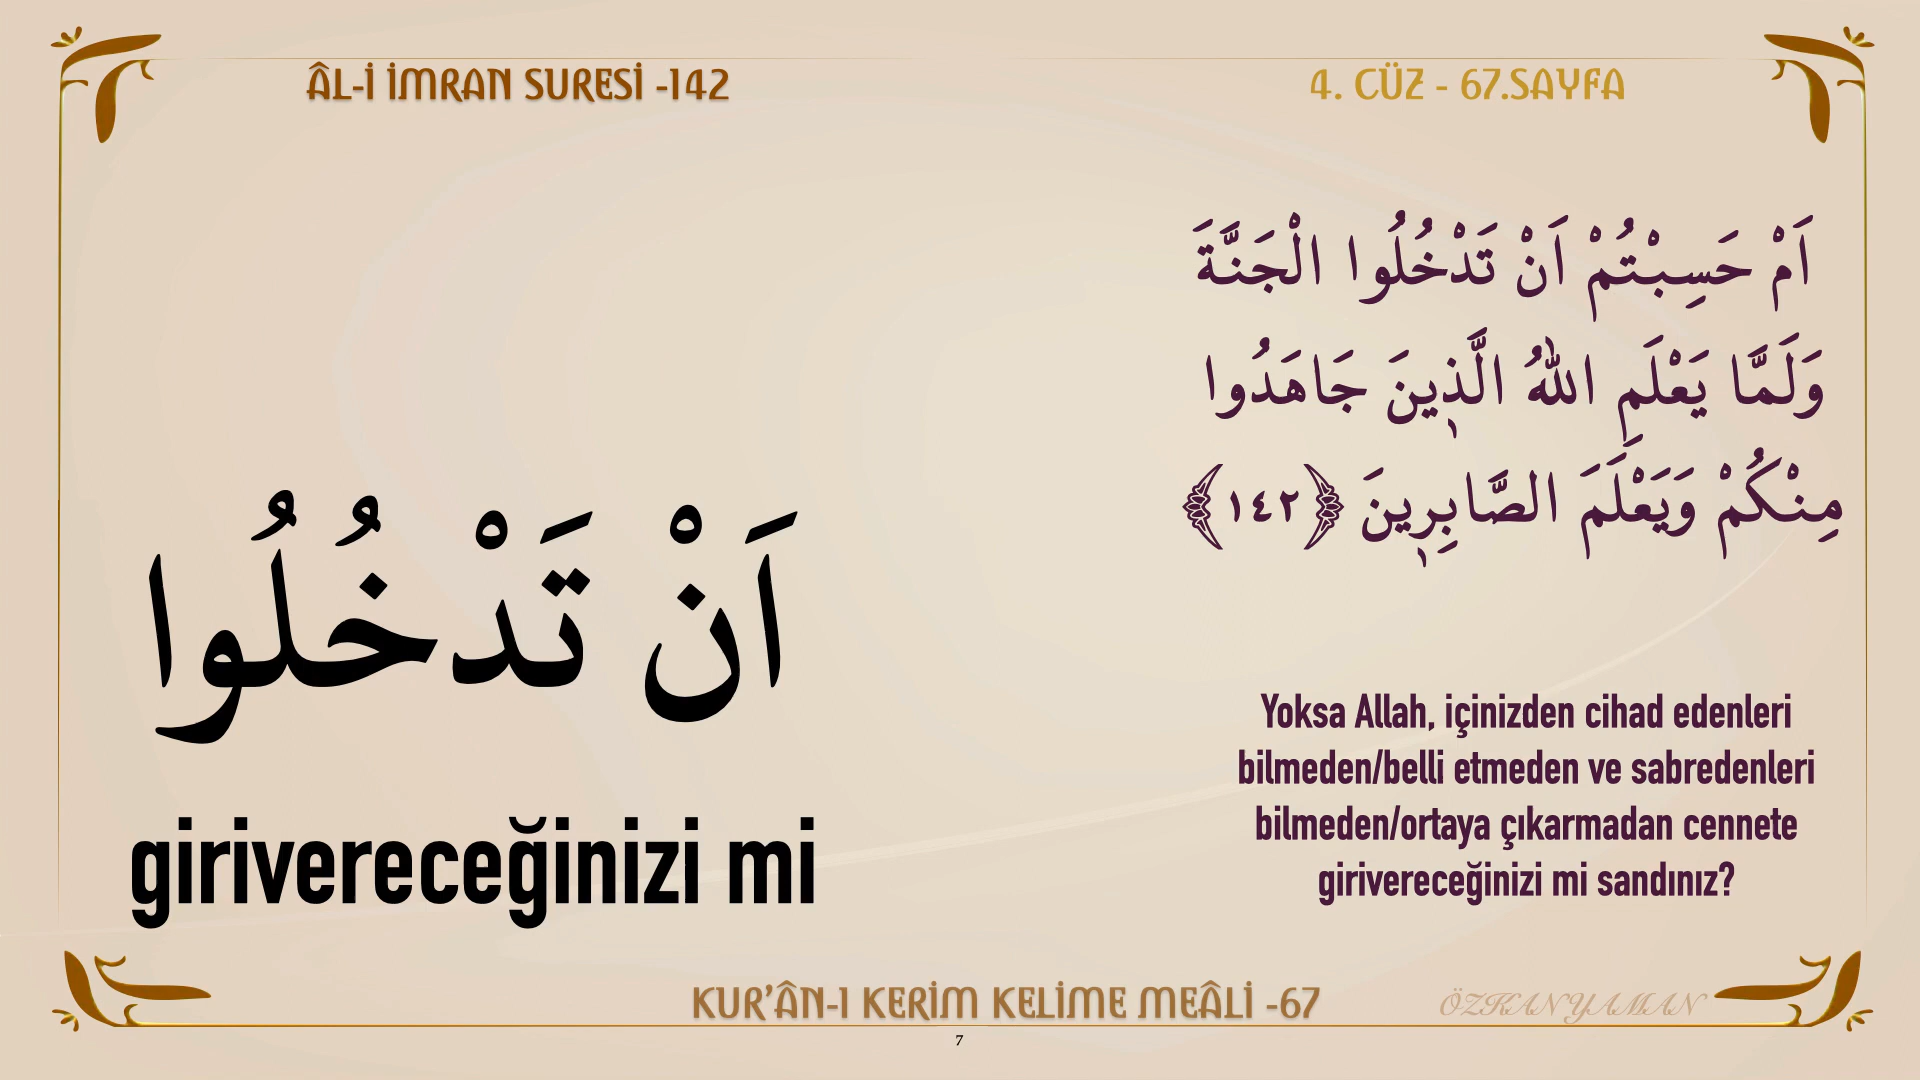 ÂL-İ İMRAN SURESİ -142
4. CÜZ - 67.SAYFA
اَمْ حَسِبْتُمْ اَنْ تَدْخُلُوا الْجَنَّةَ
وَلَمَّا يَعْلَمِ اللّٰهُ الَّذٖينَ جَاهَدُوا
مِنْكُمْ وَيَعْلَمَ الصَّابِرٖينَ ﴿١٤٢﴾
اَنْ تَدْخُلُوا
girivereceğinizi mi
Yoksa Allah, içinizden cihad edenleri
bilmeden/belli etmeden ve sabredenleri
bilmeden/ortaya çıkarmadan cennete
girivereceğinizi mi sandınız?
KUR'ÂN-I KERİM KELİME MEÂLİ -67
ÖZKAN YAMAN
7